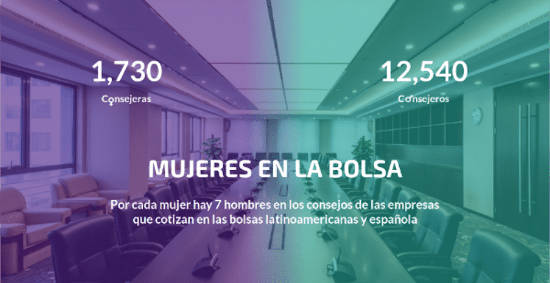 1,730
12,540
Consejeras
Consejeros
MUJERES EN LA BOLSA
Por cada mujer hay 7 hombres en los consejos de las empresas
que cotizan en las bolsas latinoamericanas y española